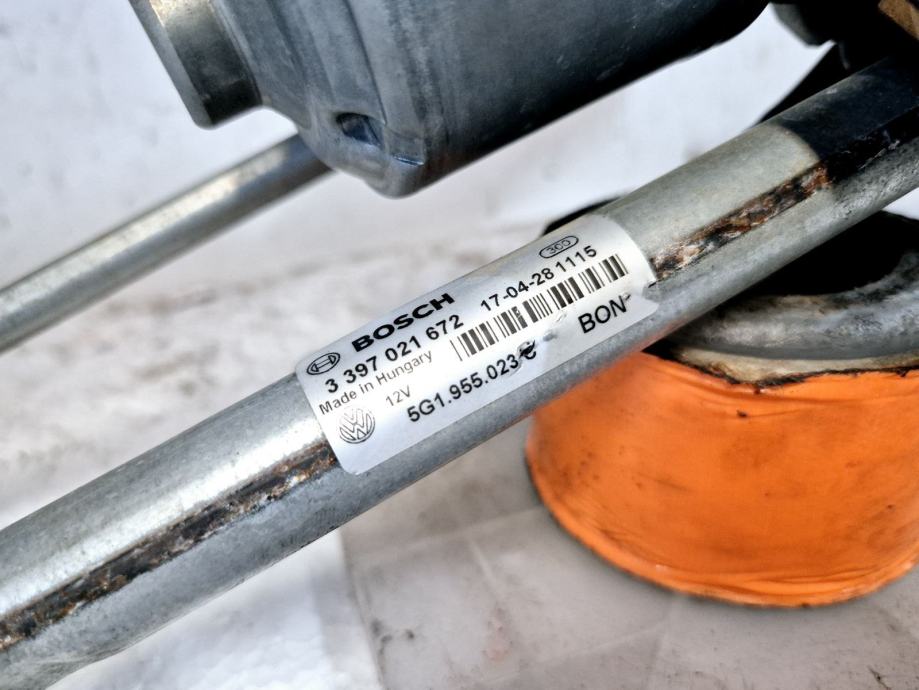 300
BOSCH 17-04-28 1115
3 397 021 672
Made in Hungary
12V
5G1.955.023
BON